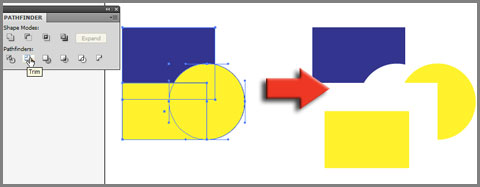 PATHFINDER
Shape Modes:
Expand
Pathfinders:
Trim